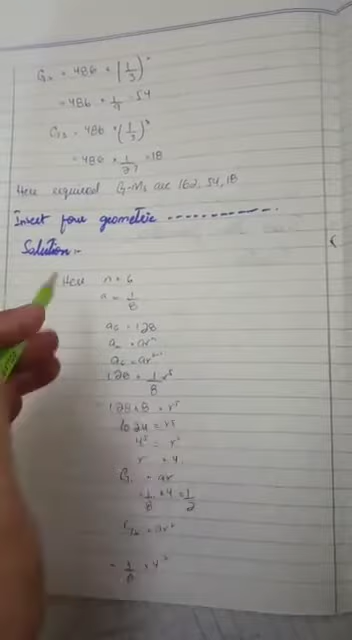 G₂ = 486 × (1/3)²
= 486 × 1/9 = 54
G₃ = 486 × (1/3)³
= 486 × 1/27 = 18
Here required G.Ms are 162, 54, 18
Insert four geometric ------------
Solution:-
Here n = 6
a = 1/8
a₆ = 128
aₙ = arⁿ
a₆ = ar⁶⁻¹
128 = 1/8 r⁵
128 × 8 = r⁵
1024 = r⁵
4⁵ = r⁵
r = 4
G₁ = ar
= 1/8 × 4 = 1/2
G₂ = ar²
= 1/8 × 4²